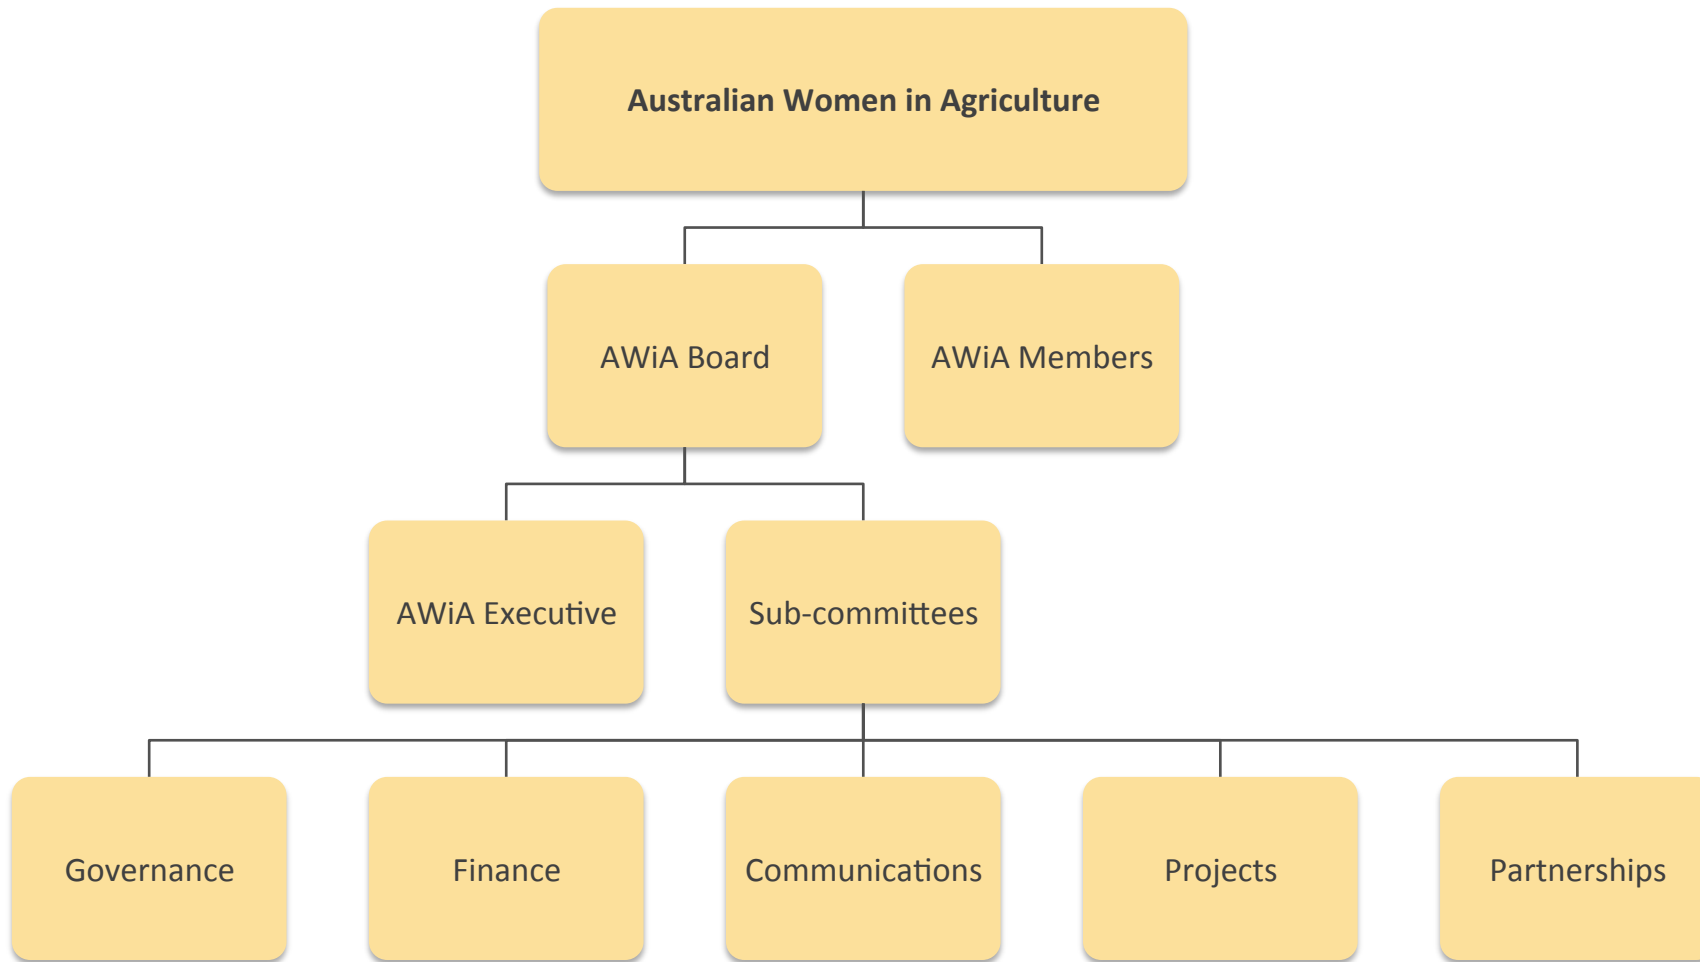 Australian Women in Agriculture
AWiA Board
AWiA Members
AWiA Executive
Sub-committees
Governance
Finance
Communications
Projects
Partnerships